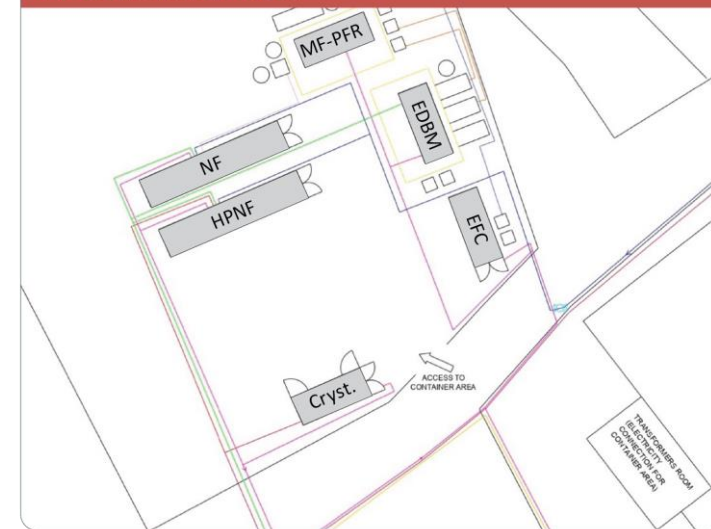 MF-PFR
EDBM
NF
HPNF
EFC
Cryst.
ACCESS TO
CONTAINER AREA
TRANSFORMERS ROOM
(ELECTRICITY
CONNECTION FOR
CONTAINER AREA)